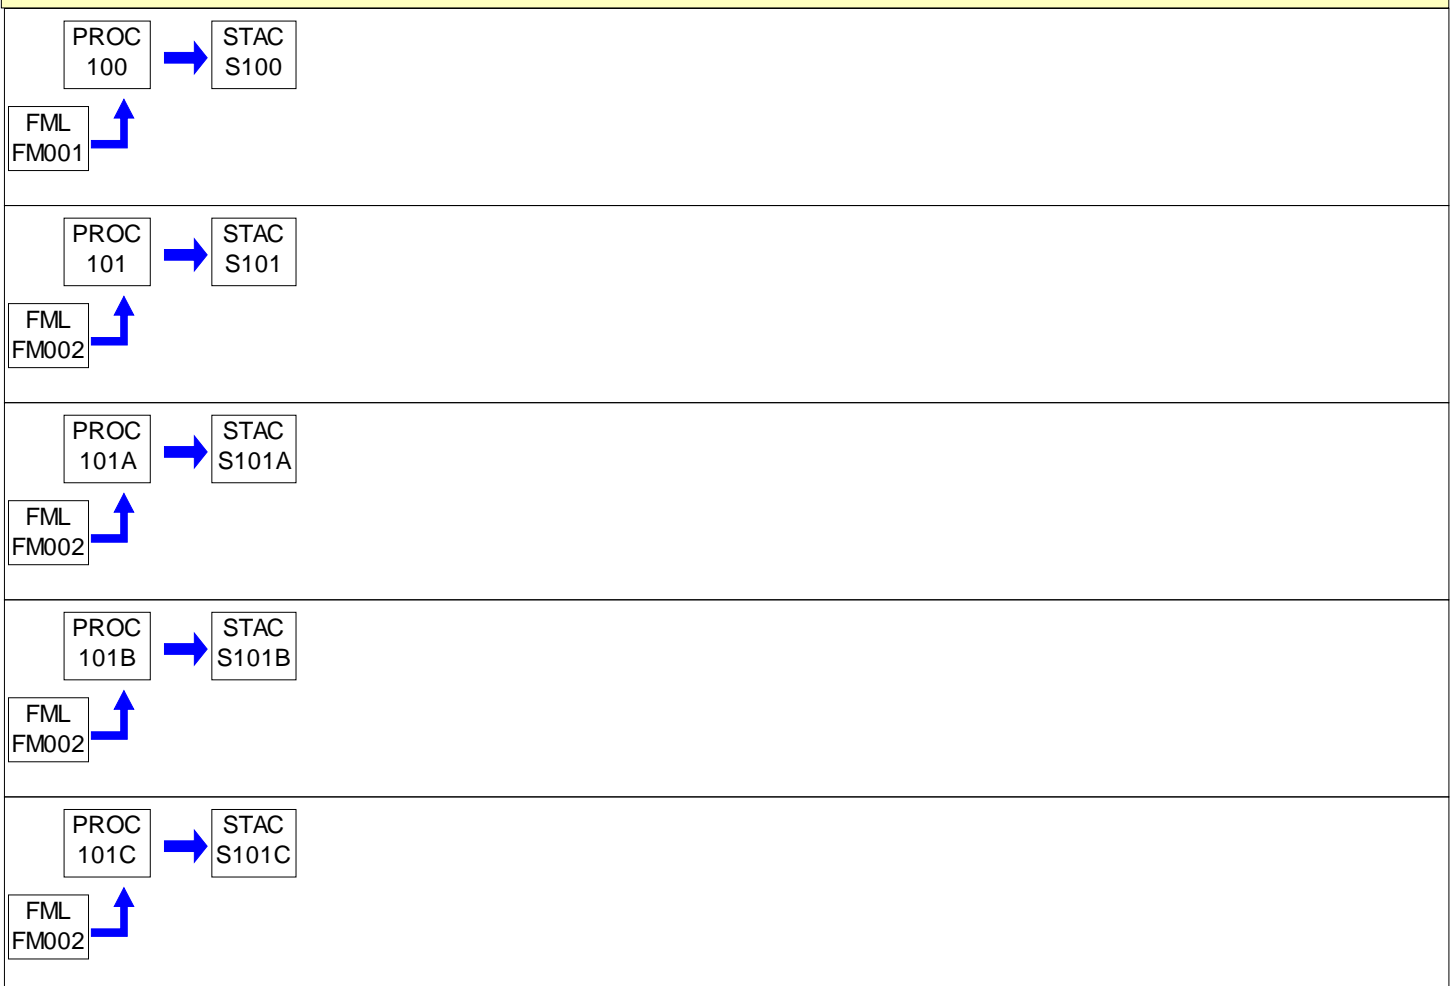 PROC
100
STAC
S100
FML
FM001
PROC
101
STAC
S101
FML
FM002
PROC
101A
STAC
S101A
FML
FM002
PROC
101B
STAC
S101B
FML
FM002
PROC
101C
STAC
S101C
FML
FM002